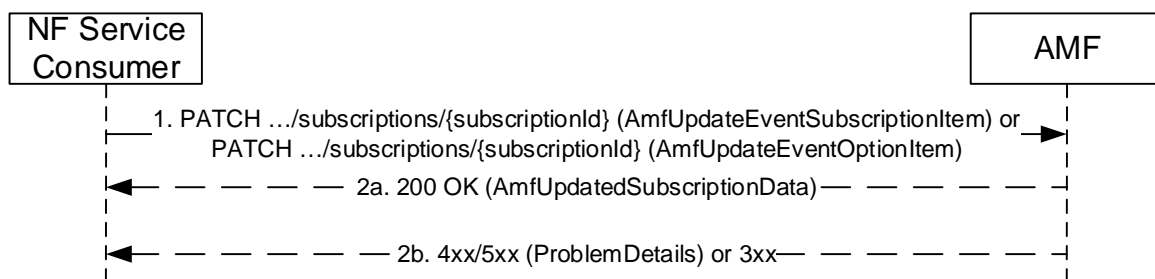 NF Service
Consumer
AMF
1. PATCH …/subscriptions/{subscriptionId} (AmfUpdateEventSubscriptionItem) or
PATCH …/subscriptions/{subscriptionId} (AmfUpdateEventOptionItem)
2a. 200 OK (AmfUpdatedSubscriptionData)
2b. 4xx/5xx (ProblemDetails) or 3xx